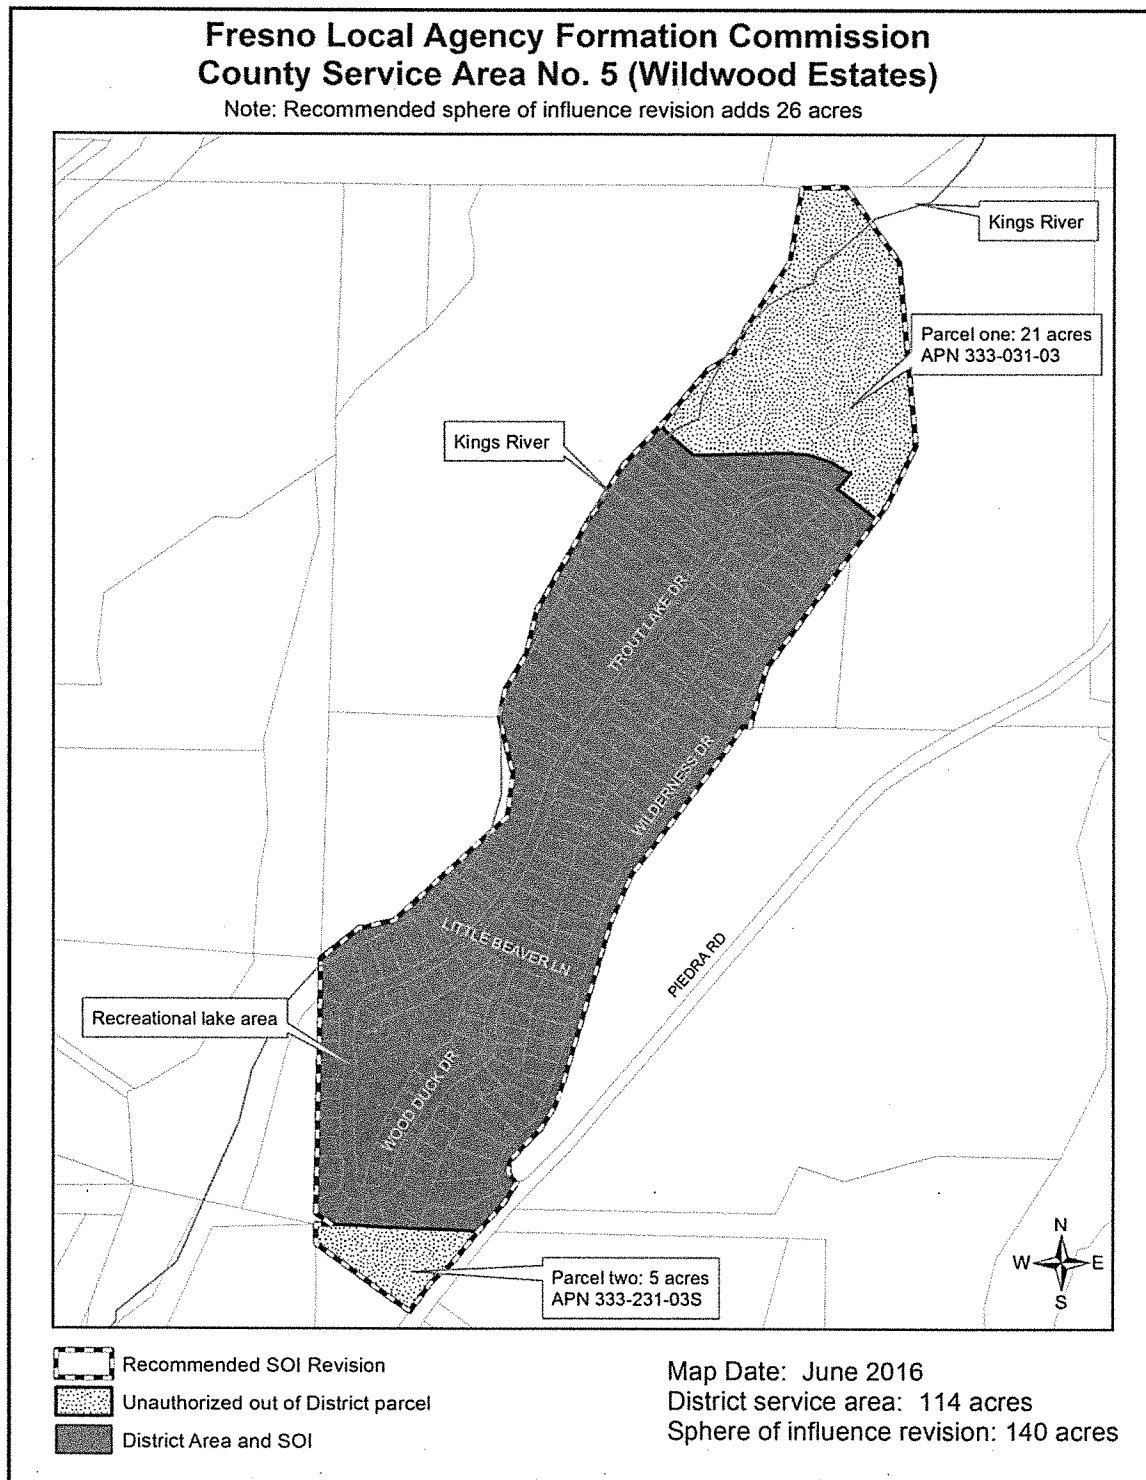 Fresno Local Agency Formation Commission
County Service Area No. 5 (Wildwood Estates)
Note: Recommended sphere of influence revision adds 26 acres
Kings River
Parcel one: 21 acres
APN 333-031-03
Kings River
TROUT LAKE DR
WILDERNESS DR
LITTLE BEAVER LN
PIEDRA RD
Recreational lake area
WOOD DUCK DR
N
W E
S
Parcel two: 5 acres
APN 333-231-03S
Recommended SOI Revision
Unauthorized out of District parcel
District Area and SOI
Map Date: June 2016
District service area: 114 acres
Sphere of influence revision: 140 acres